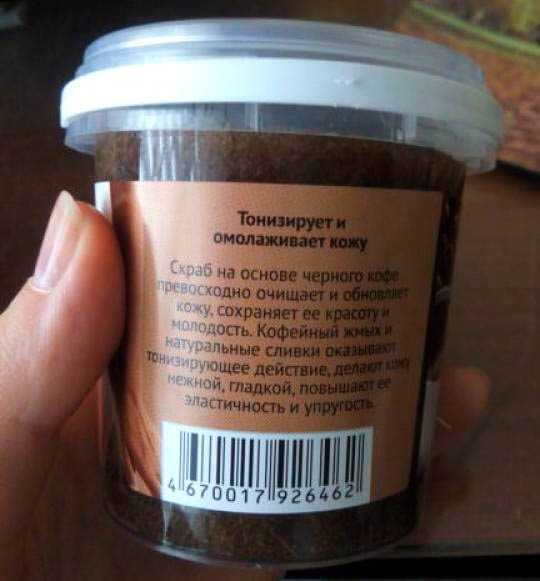 Тонизирует и
омолаживает кожу
Скраб на основе черного кофе
превосходно очищает и обновляет
кожу, сохраняет ее красоту и
молодость. Кофейный жмых и
натуральные сливки оказывают
тонизирующее действие, делают кожу
нежной, гладкой, повышают ее
эластичность и упругость.
4 670017 926462